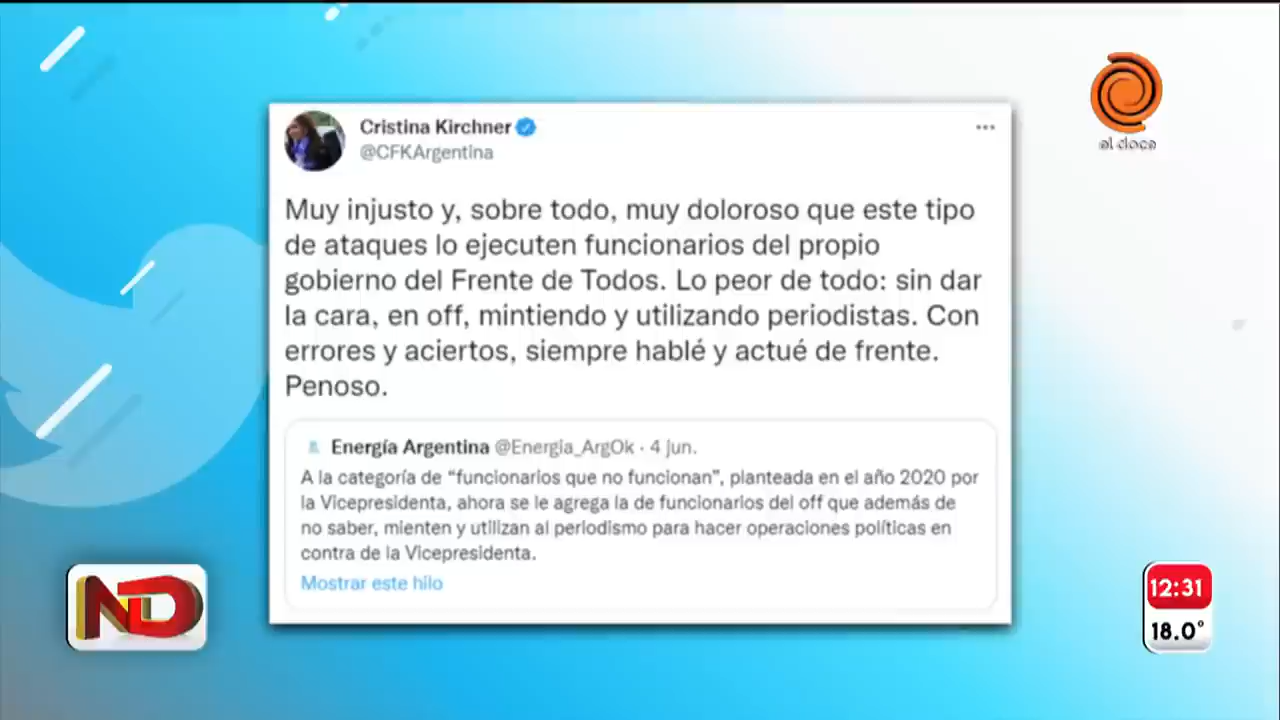 el doce
Cristina Kirchner
@CFKArgentina
Muy injusto y, sobre todo, muy doloroso que este tipo
de ataques lo ejecuten funcionarios del propio
gobierno del Frente de Todos. Lo peor de todo: sin dar
la cara, en off, mintiendo y utilizando periodistas. Con
errores y aciertos, siempre hablé y actué de frente.
Penoso.
Energía Argentina @Energia_ArgOk · 4 jun.
A la categoría de “funcionarios que no funcionan”, planteada en el año 2020 por
la Vicepresidenta, ahora se le agrega la de funcionarios del off que además de
no saber, mienten y utilizan al periodismo para hacer operaciones políticas en
contra de la Vicepresidenta.
Mostrar este hilo
ND
12:31
18.0°